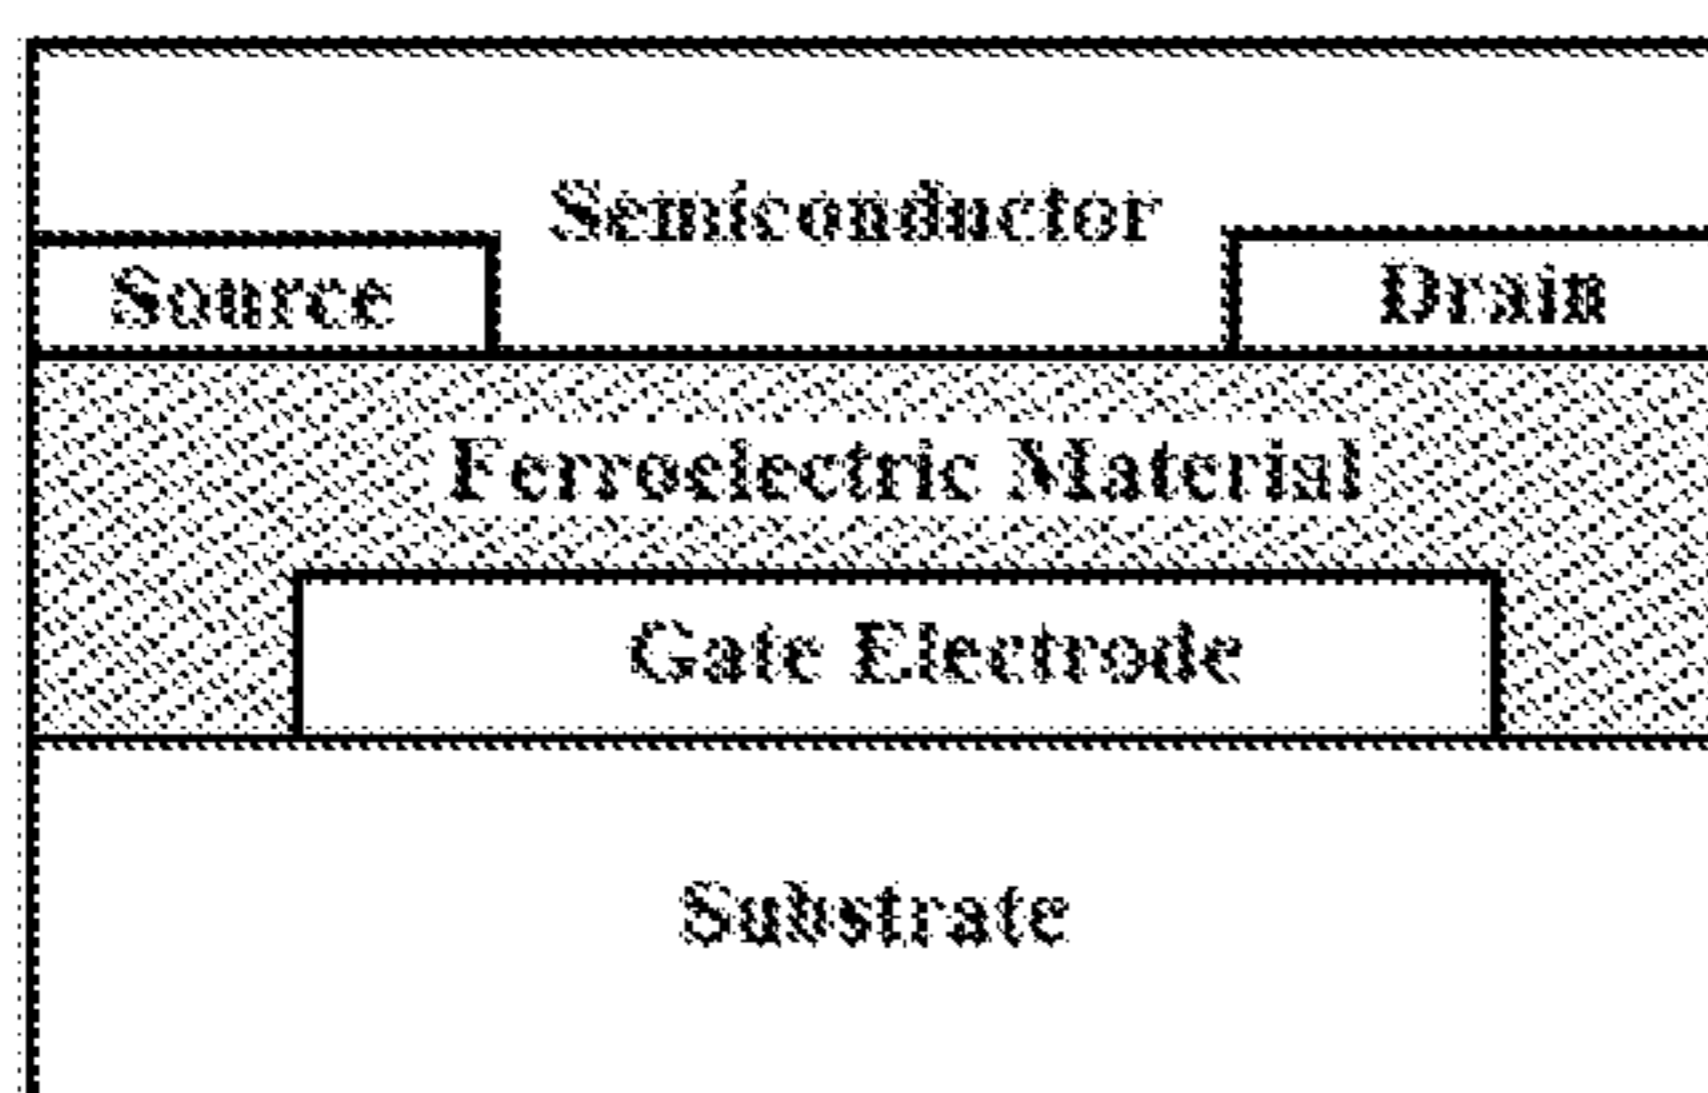 Semiconductor
Source
Drain
Ferroelectric Material
Gate Electrode
Substrate